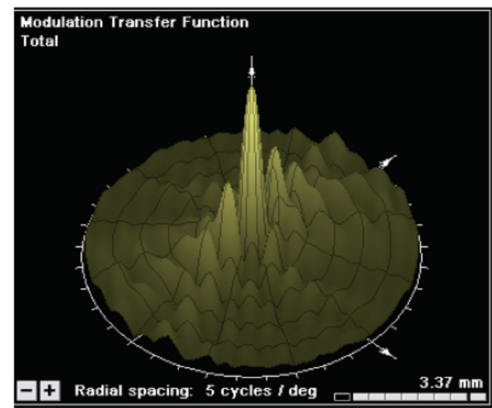 Modulation Transfer Function
Total
- + Radial spacing: 5 cycles / deg 3.37 mm